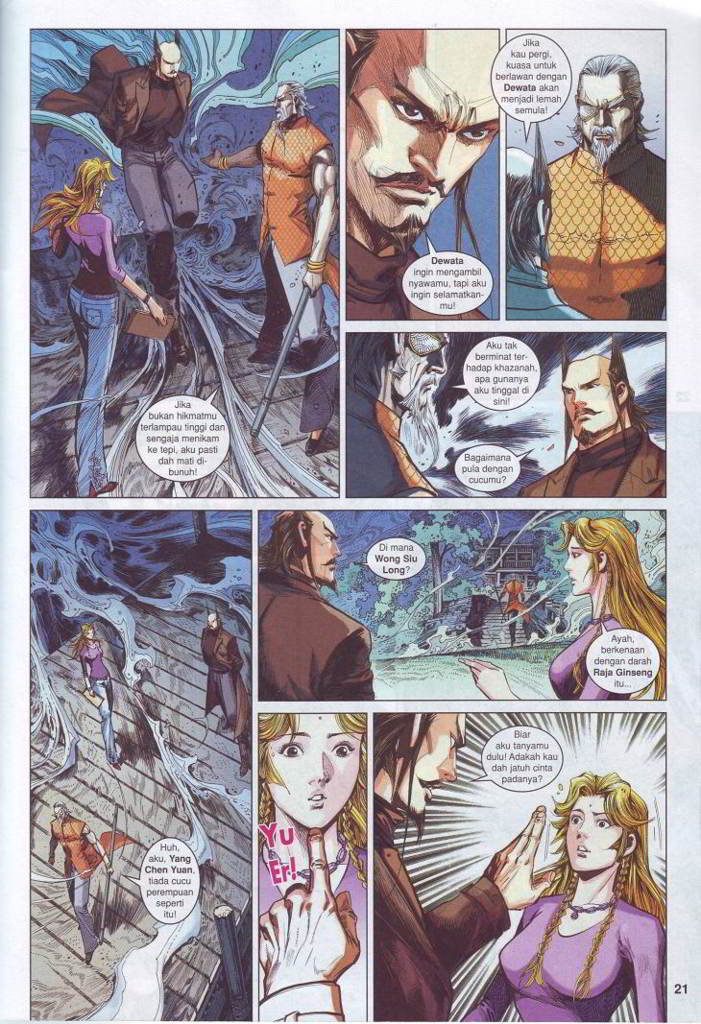 Jika
bukan hikmatmu
terlampau tinggi dan
sengaja menikam
ke tepi, aku pasti
dah mati di-
bunuh!
Dewata
ingin mengambil
nyawamu, tapi aku
ingin selamatkan-
mu!
Jika
kau pergi,
kuasa untuk
berlawan dengan
Dewata akan
menjadi lemah
semula!
Aku tak
berminat ter-
hadap khazanah,
apa gunanya
aku tinggal di
sini!
Bagaimana
pula dengan
cucumu?
Huh,
aku, Yang
Chen Yuan,
tiada cucu
perempuan
seperti
itu!
Di mana
Wong Siu
Long?
Ayah,
berkenaan
dengan darah
Raja Ginseng
itu...
Yu
Er!
Biar
aku tanyamu
dulu! Adakah kau
dah jatuh cinta
padanya?
21